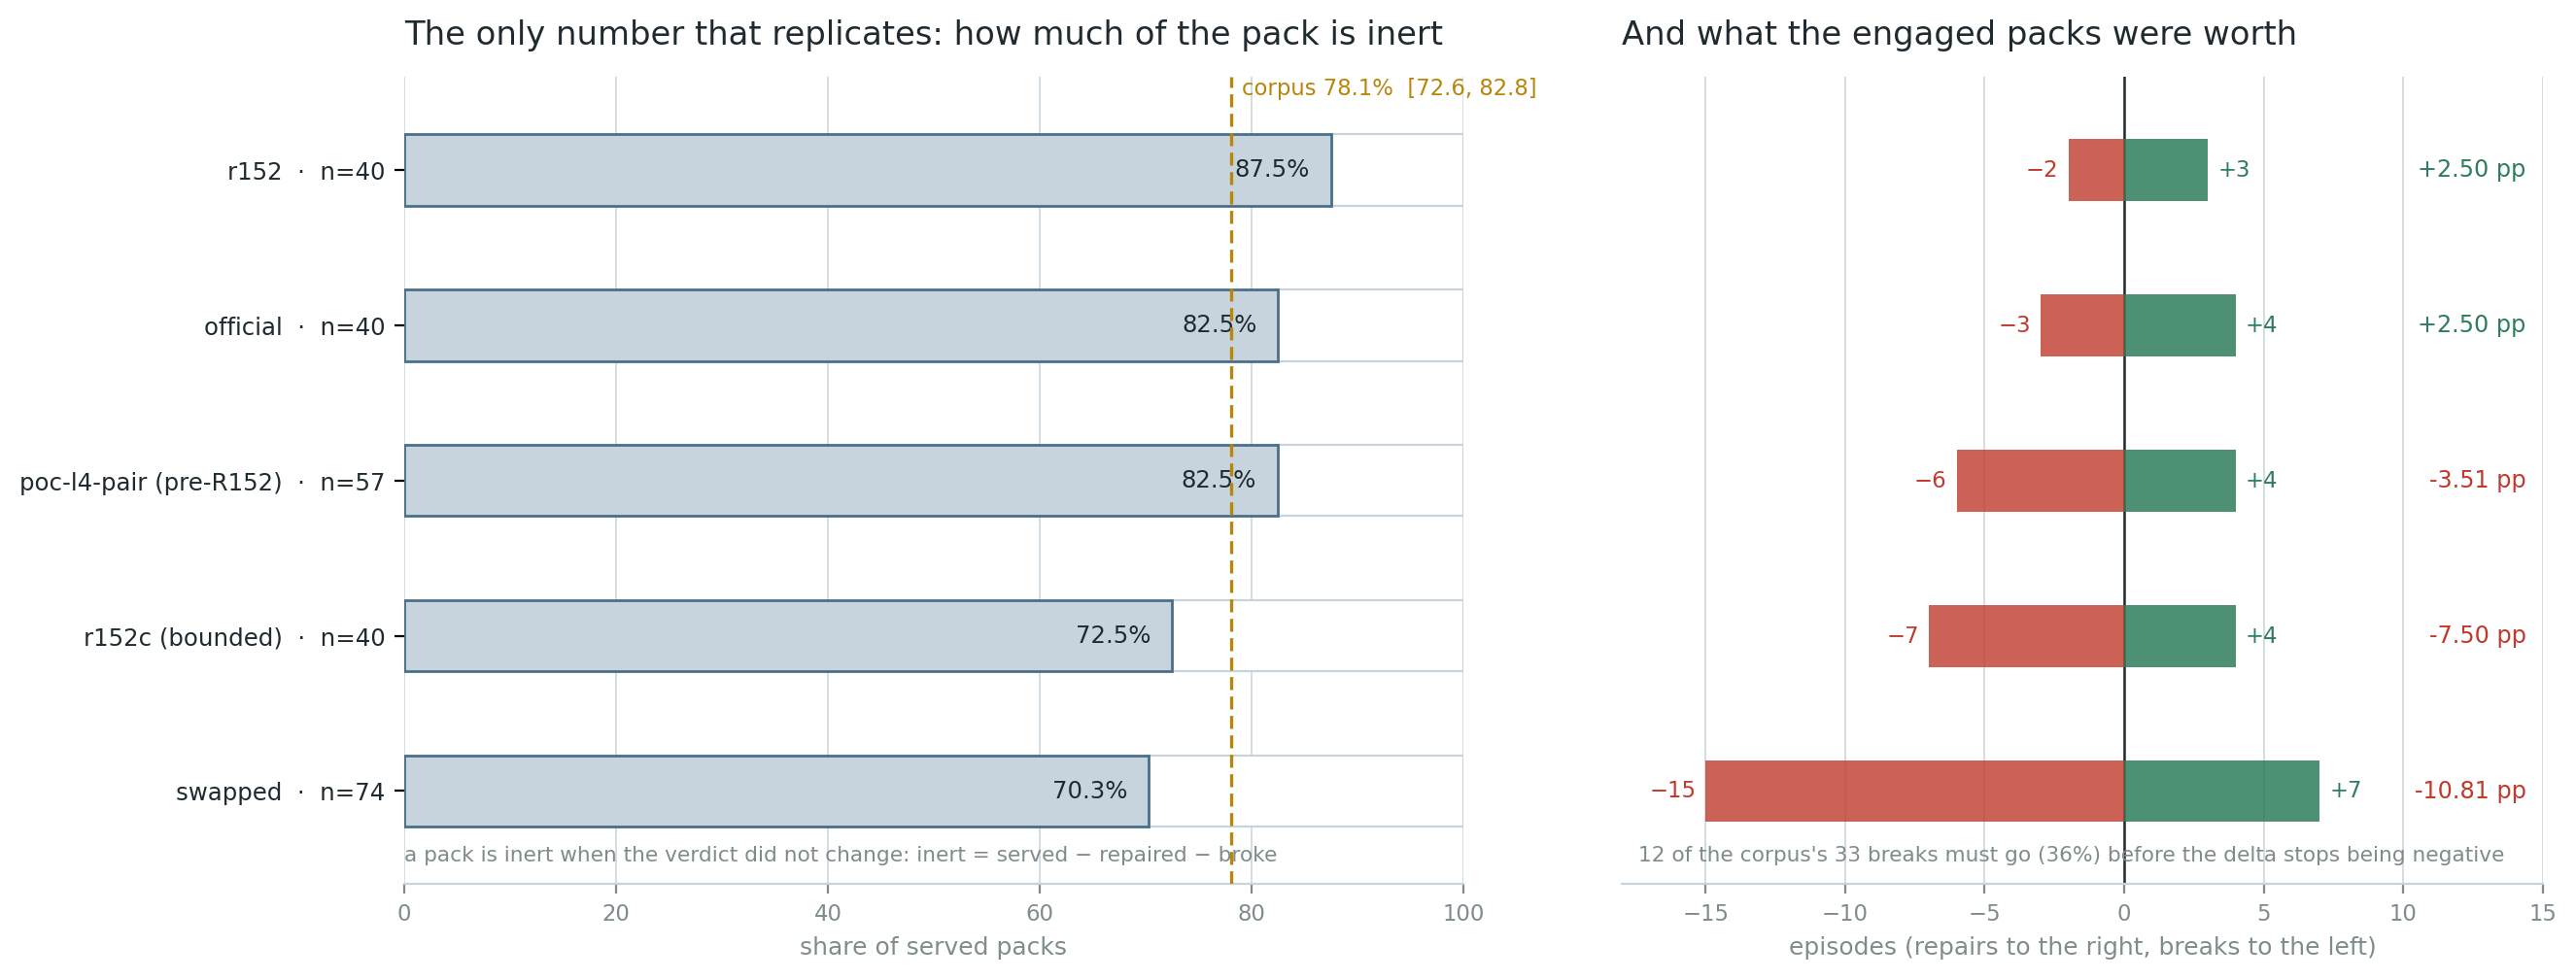 The only number that replicates: how much of the pack is inert
corpus 78.1%  [72.6, 82.8]
r152  ·  n=40
87.5%
official  ·  n=40
82.5%
poc-l4-pair (pre-R152)  ·  n=57
82.5%
r152c (bounded)  ·  n=40
72.5%
swapped  ·  n=74
70.3%
a pack is inert when the verdict did not change: inert = served − repaired − broke
0 20 40 60 80 100
share of served packs
And what the engaged packs were worth
−2 +3 +2.50 pp
−3 +4 +2.50 pp
−6 +4 -3.51 pp
−7 +4 -7.50 pp
−15 +7 -10.81 pp
12 of the corpus's 33 breaks must go (36%) before the delta stops being negative
−15 −10 −5 0 5 10 15
episodes (repairs to the right, breaks to the left)